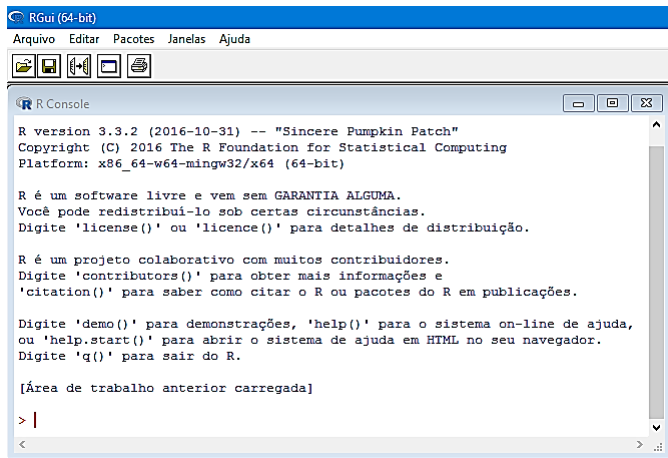 RGui (64-bit)
Arquivo Editar Pacotes Janelas Ajuda
R Console
R version 3.3.2 (2016-10-31) -- "Sincere Pumpkin Patch"
Copyright (C) 2016 The R Foundation for Statistical Computing
Platform: x86_64-w64-mingw32/x64 (64-bit)
R é um software livre e vem sem GARANTIA ALGUMA.
Você pode redistribuí-lo sob certas circunstâncias.
Digite 'license()' ou 'licence()' para detalhes de distribuição.
R é um projeto colaborativo com muitos contribuidores.
Digite 'contributors()' para obter mais informações e
'citation()' para saber como citar o R ou pacotes do R em publicações.
Digite 'demo()' para demonstrações, 'help()' para o sistema on-line de ajuda,
ou 'help.start()' para abrir o sistema de ajuda em HTML no seu navegador.
Digite 'q()' para sair do R.
[Área de trabalho anterior carregada]
>